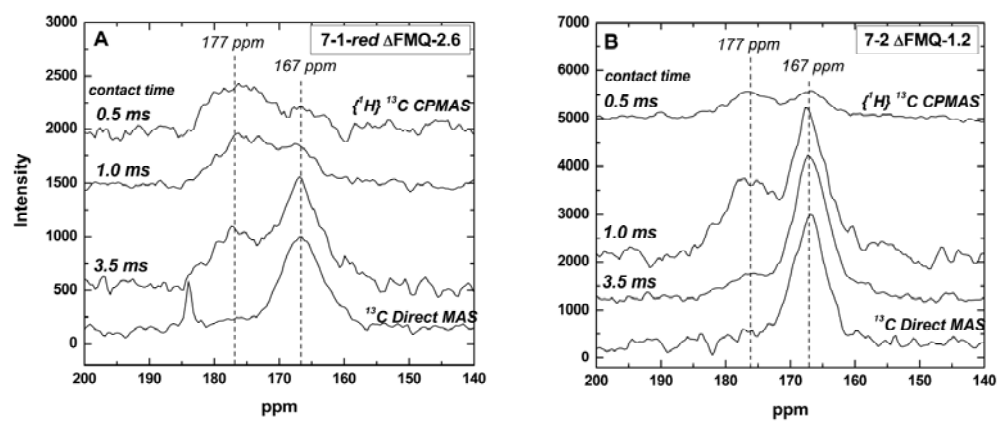 A
7-1-red ΔFMQ-2.6
177 ppm
167 ppm
contact time
0.5 ms
{¹H} ¹³C CPMAS
1.0 ms
3.5 ms
¹³C Direct MAS
3000
2500
2000
1500
1000
500
0
Intensity
200 190 180 170 160 150 140
ppm
B
7-2 ΔFMQ-1.2
177 ppm
167 ppm
contact time
0.5 ms
{¹H} ¹³C CPMAS
1.0 ms
3.5 ms
¹³C Direct MAS
7000
6000
5000
4000
3000
2000
1000
0
200 190 180 170 160 150 140
ppm